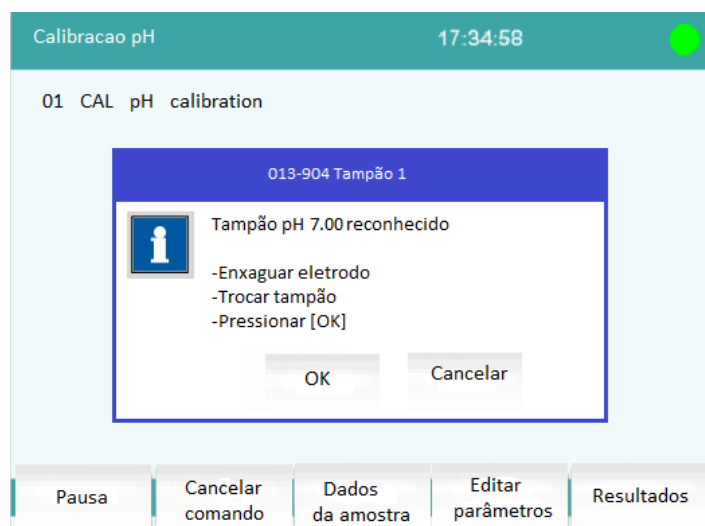 Calibracao pH 17:34:58
01 CAL pH calibration
013-904 Tampão 1
Tampão pH 7.00 reconhecido
-Enxaguar eletrodo
-Trocar tampão
-Pressionar [OK]
OK Cancelar
Pausa
Cancelar
comando
Dados
da amostra
Editar
parâmetros
Resultados